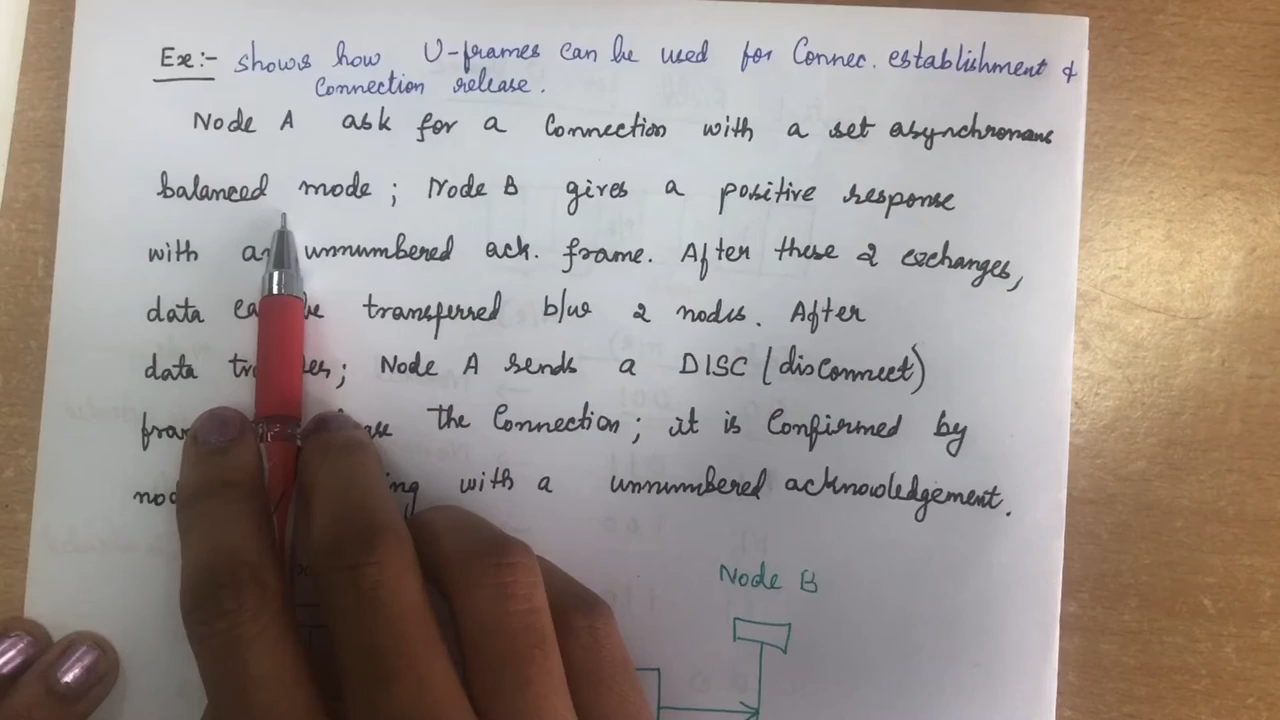 Ex:- shows how U-frames can be used for Connec. establishment &
Connection release.
Node A ask for a Connection with a set asynchronous
balanced mode; Node B gives a positive response
with an unnumbered ack. frame. After these 2 exchanges,
data be transferred b/w 2 nodes. After
data Node A sends a DISC (disconnect)
the Connection; it is Confirmed by
with a unnumbered acknowledgement.
Node B